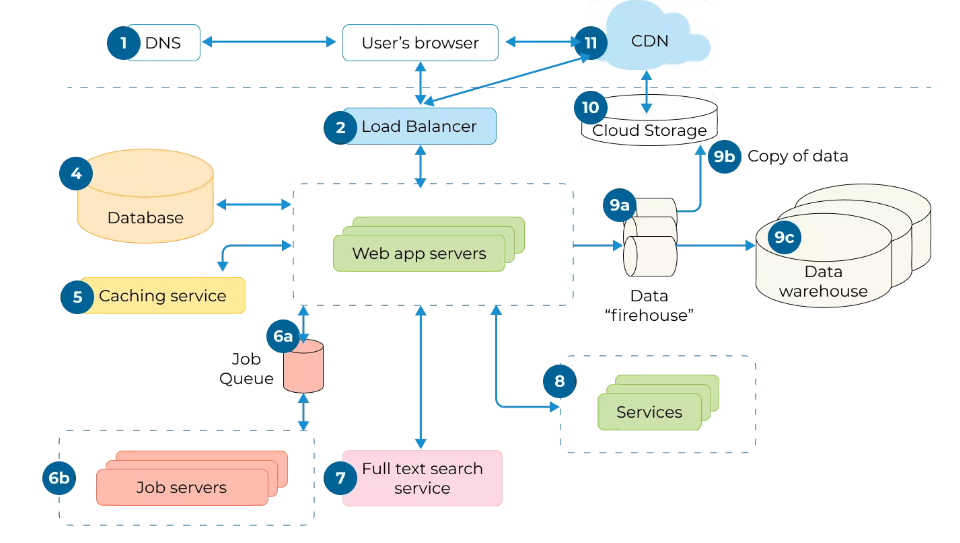 1 DNS
User's browser
11 CDN
2 Load Balancer
10
Cloud Storage
9b Copy of data
4
Database
9a
Web app servers
9c
Data
warehouse
5 Caching service
Data
“firehouse”
6a
Job
Queue
8
Services
6b
Job servers
7
Full text search
service